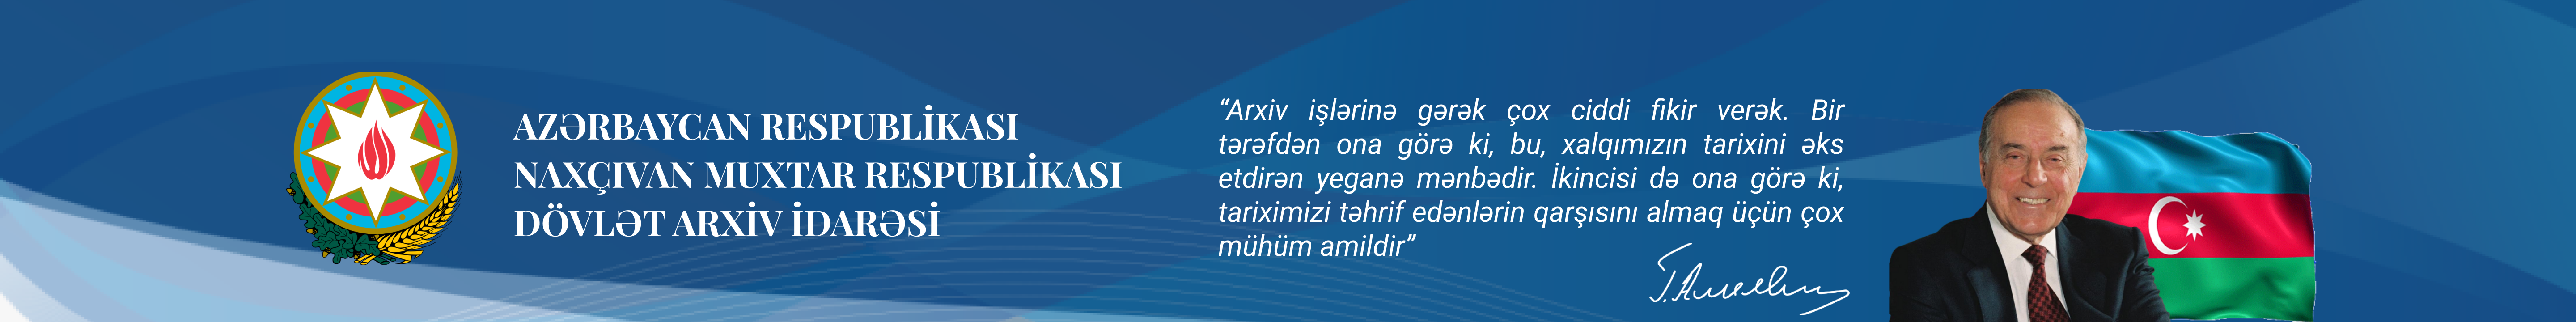 AZƏRBAYCAN RESPUBLİKASI
NAXÇIVAN MUXTAR RESPUBLİKASI
DÖVLƏT ARXİV İDARƏSİ
“Arxiv işlərinə gərək çox ciddi fikir verək. Bir
tərəfdən ona görə ki, bu, xalqımızın tarixini əks
etdirən yeganə mənbədir. İkincisi də ona görə ki,
tariximizi təhrif edənlərin qarşısını almaq üçün çox
mühüm amildir”